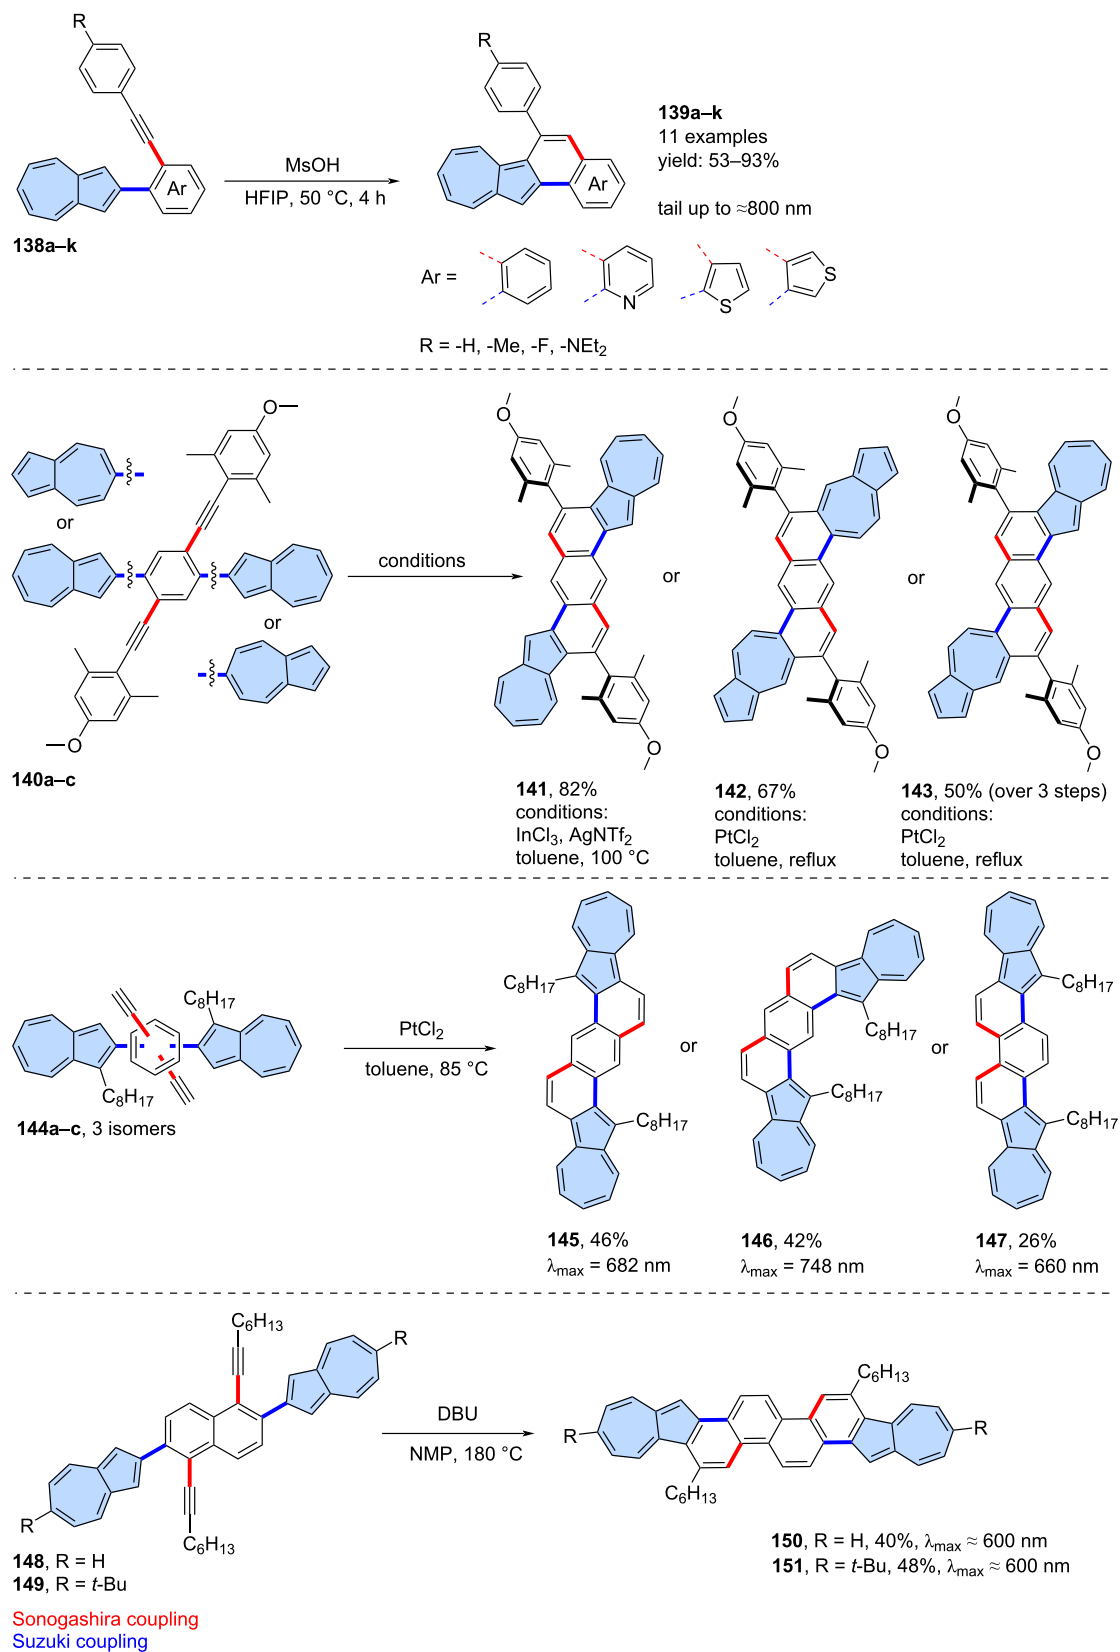 R
R
Ar
MsOH
HFIP, 50 °C, 4 h
Ar
139a–k
11 examples
yield: 53–93%
tail up to ≈800 nm
138a–k
Ar =
N
S
S
R = -H, -Me, -F, -NEt2
O
or
or
O
140a–c
conditions
O
or
O
O
or
O
O
O
141, 82%
conditions:
InCl3, AgNTf2
toluene, 100 °C
142, 67%
conditions:
PtCl2
toluene, reflux
143, 50% (over 3 steps)
conditions:
PtCl2
toluene, reflux
C8H17
C8H17
144a–c, 3 isomers
PtCl2
toluene, 85 °C
C8H17
C8H17
or
C8H17
C8H17
or
C8H17
C8H17
145, 46%
λmax = 682 nm
146, 42%
λmax = 748 nm
147, 26%
λmax = 660 nm
C6H13
R
R
C6H13
148, R = H
149, R = t-Bu
DBU
NMP, 180 °C
C6H13
R
R
C6H13
150, R = H, 40%, λmax ≈ 600 nm
151, R = t-Bu, 48%, λmax ≈ 600 nm
Sonogashira coupling
Suzuki coupling